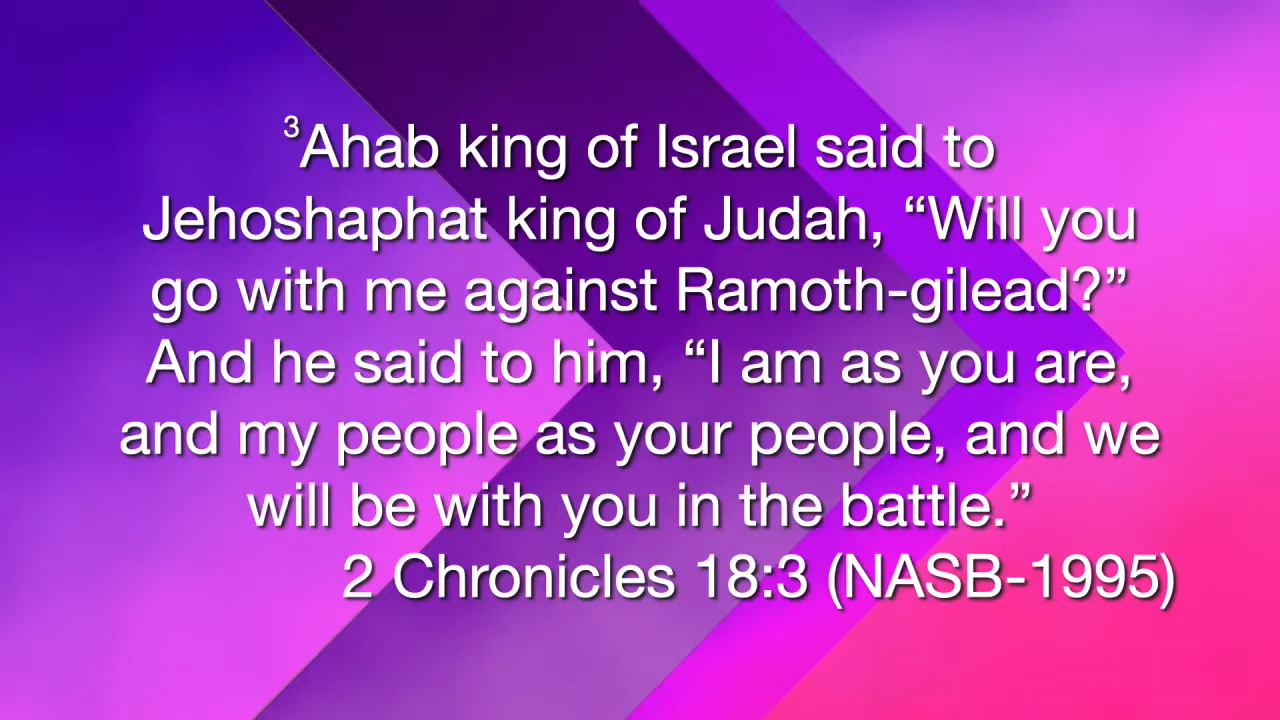 ³Ahab king of Israel said to
Jehoshaphat king of Judah, “Will you
go with me against Ramoth-gilead?”
And he said to him, “I am as you are,
and my people as your people, and we
will be with you in the battle.”
2 Chronicles 18:3 (NASB-1995)